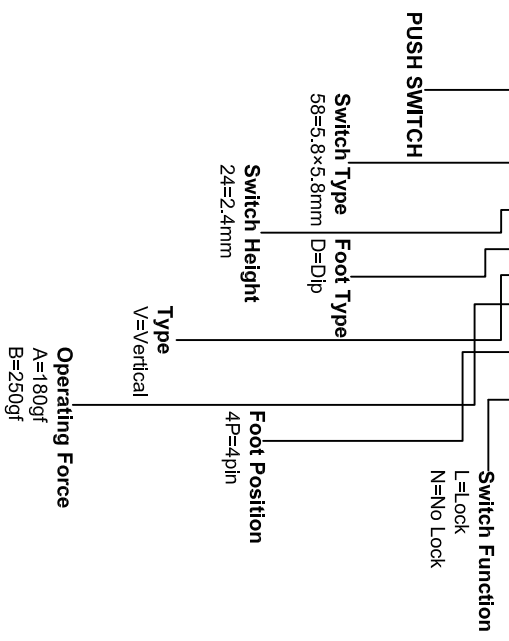 PUSH SWITCH
Switch Type
58=5.8×5.8mm
Switch Height
24=2.4mm
Foot Type
D=Dip
Type
V=Vertical
Operating Force
A=180gf
B=250gf
Foot Position
4P=4pin
Switch Function
L=Lock
N=No Lock